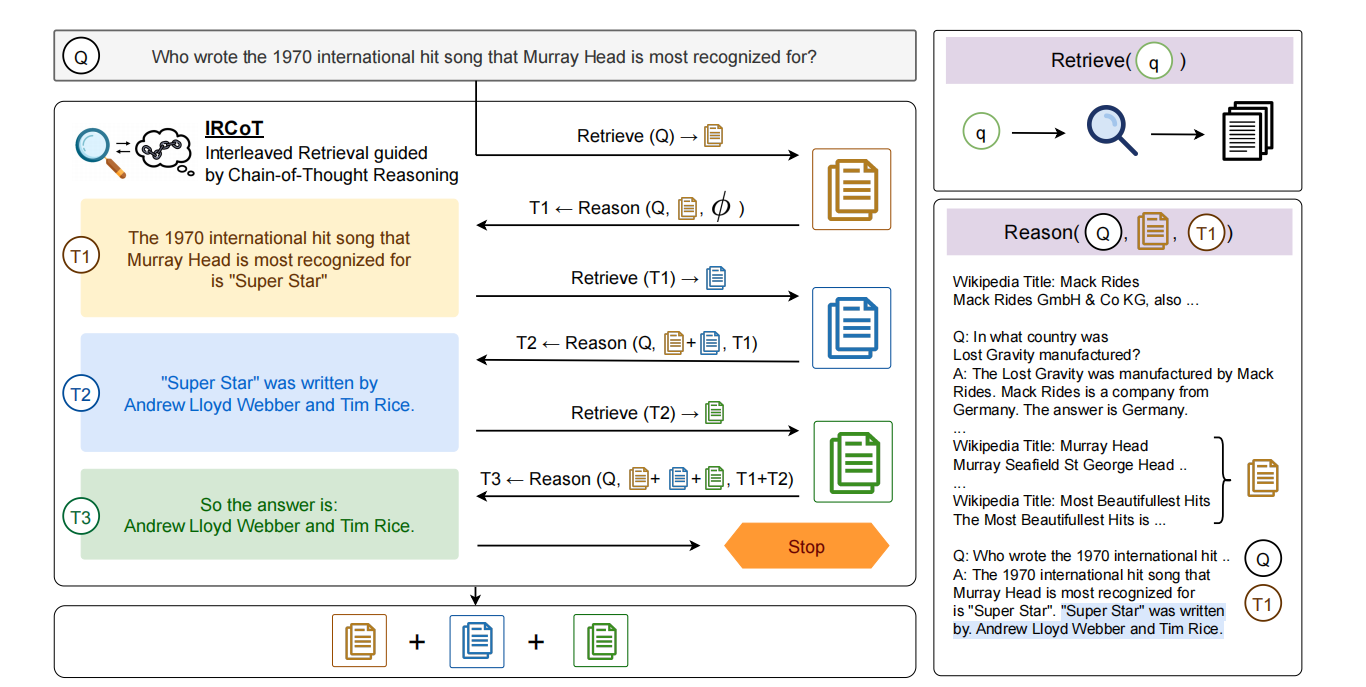 Q
Who wrote the 1970 international hit song that Murray Head is most recognized for?
IRCoT
Interleaved Retrieval guided
by Chain-of-Thought Reasoning
Retrieve (Q) →
T1 ← Reason (Q, , ϕ )
T1
The 1970 international hit song that
Murray Head is most recognized for
is "Super Star"
Retrieve (T1) →
T2 ← Reason (Q, + , T1)
T2
"Super Star" was written by
Andrew Lloyd Webber and Tim Rice.
Retrieve (T2) →
T3 ← Reason (Q, + + , T1+T2)
T3
So the answer is:
Andrew Lloyd Webber and Tim Rice.
Stop
+ +
Retrieve( q )
q
Reason( Q , , T1 )
Wikipedia Title: Mack Rides
Mack Rides GmbH & Co KG, also ...
Q: In what country was
Lost Gravity manufactured?
A: The Lost Gravity was manufactured by Mack
Rides. Mack Rides is a company from
Germany. The answer is Germany.
...
Wikipedia Title: Murray Head
Murray Seafield St George Head ..
...
Wikipedia Title: Most Beautifullest Hits
The Most Beautifullest Hits is ...
Q: Who wrote the 1970 international hit ..
Q
A: The 1970 international hit song that
Murray Head is most recognized for
T1
is "Super Star". "Super Star" was written
by. Andrew Lloyd Webber and Tim Rice.